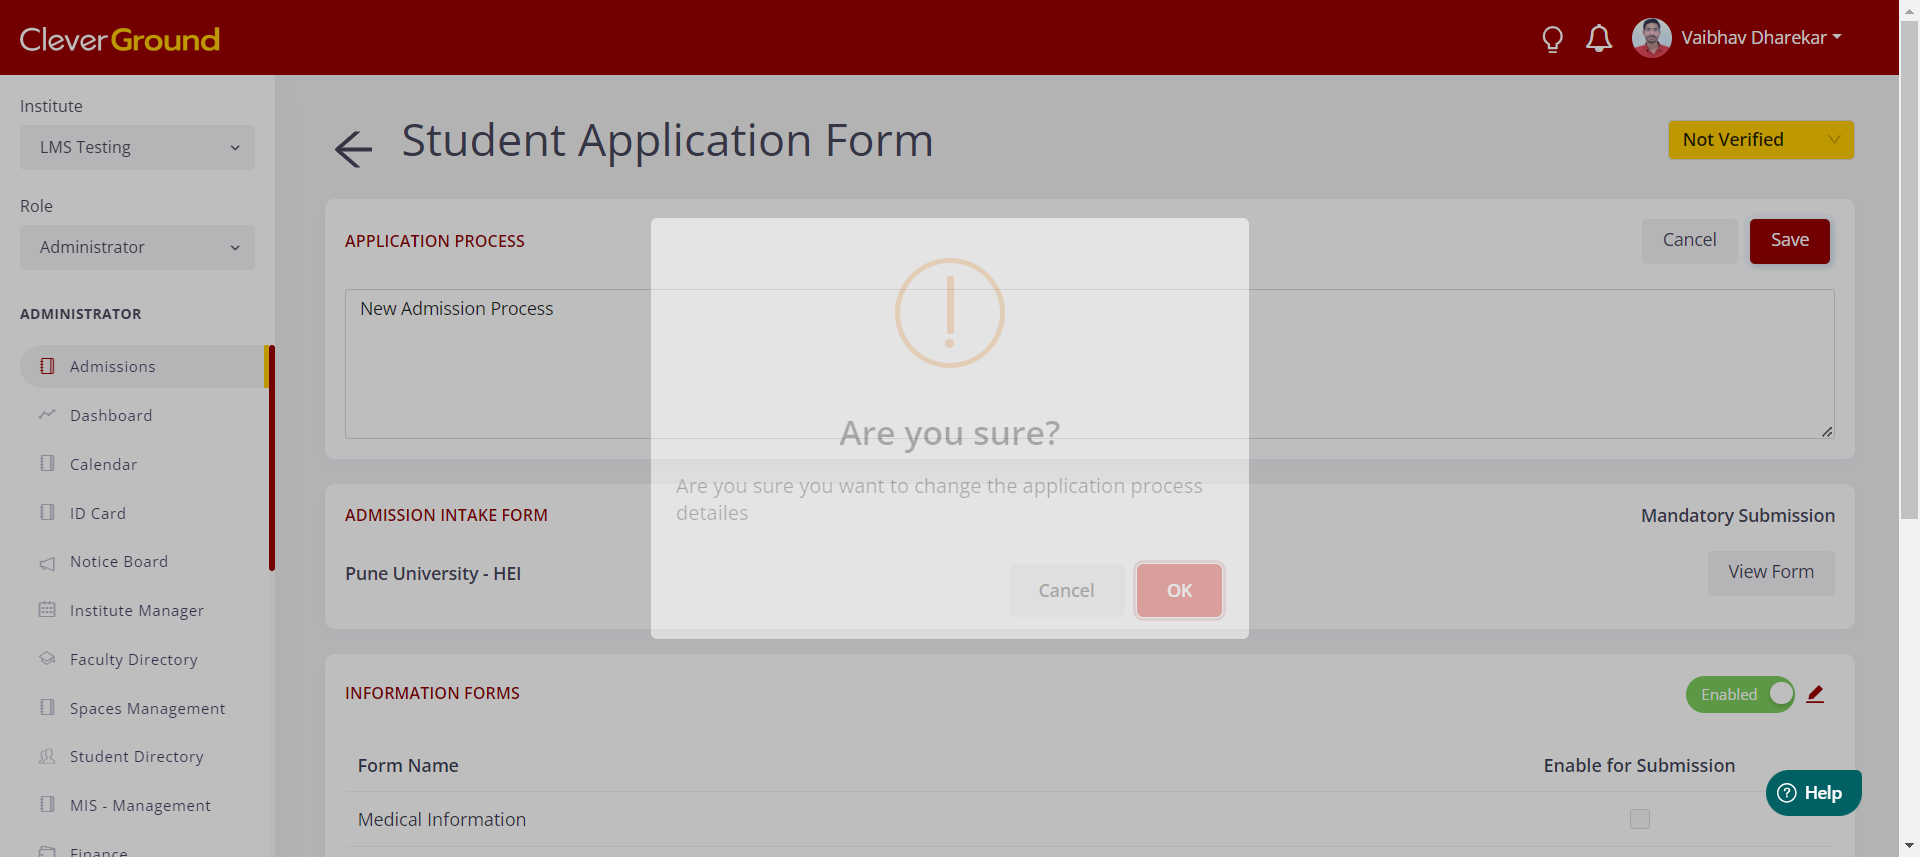 CleverGround
Vaibhav Dharekar
Institute
LMS Testing
Role
Administrator
ADMINISTRATOR
Admissions
Dashboard
Calendar
ID Card
Notice Board
Institute Manager
Faculty Directory
Spaces Management
Student Directory
MIS - Management
Finance
Student Application Form
Not Verified
APPLICATION PROCESS
Cancel
Save
New Admission Process
Are you sure?
Are you sure you want to change the application process
detailes
Cancel
OK
ADMISSION INTAKE FORM
Mandatory Submission
Pune University - HEI
View Form
INFORMATION FORMS
Enabled
Form Name
Enable for Submission
Medical Information
Help